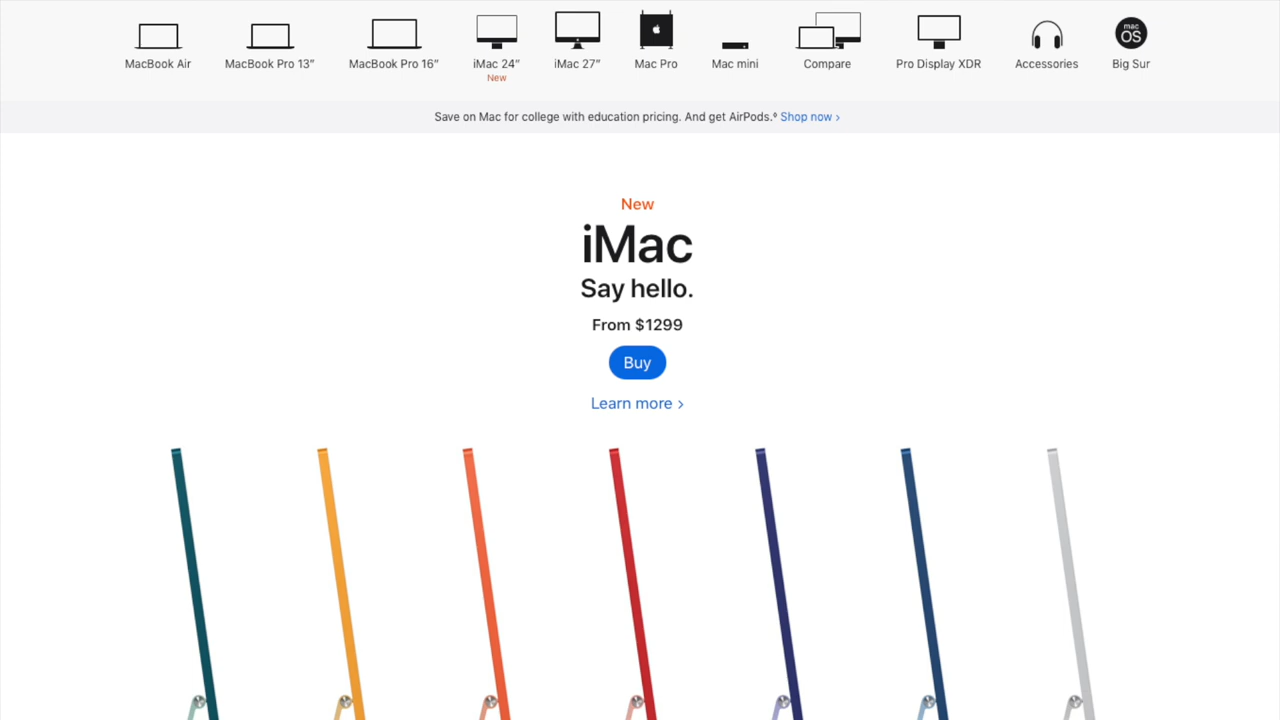 MacBook Air
MacBook Pro 13″
MacBook Pro 16″
iMac 24″
New
iMac 27″
Mac Pro
Mac mini
Compare
Pro Display XDR
Accessories
mac
OS
Big Sur
Save on Mac for college with education pricing. And get AirPods.◊ Shop now ›
New
iMac
Say hello.
From $1299
Buy
Learn more ›